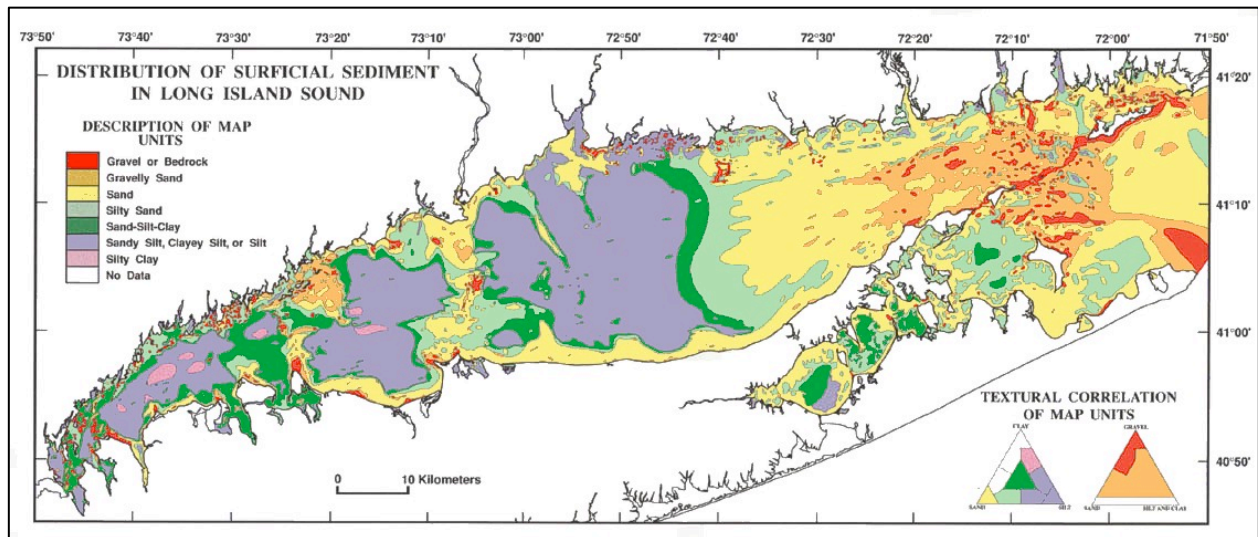 73°50' 73°40' 73°30' 73°20' 73°10' 73°00' 72°50' 72°40' 72°30' 72°20' 72°10' 72°00' 71°50'
DISTRIBUTION OF SURFICIAL SEDIMENT
IN LONG ISLAND SOUND
41°20'
DESCRIPTION OF MAP
UNITS
Gravel or Bedrock
Gravelly Sand
Sand
Silty Sand
Sand-Silt-Clay
Sandy Silt, Clayey Silt, or Silt
Silty Clay
No Data
41°10'
41°00'
TEXTURAL CORRELATION
OF MAP UNITS
CLAY GRAVEL
40°50'
0 10 Kilometers
SAND SILT SAND SILT AND CLAY